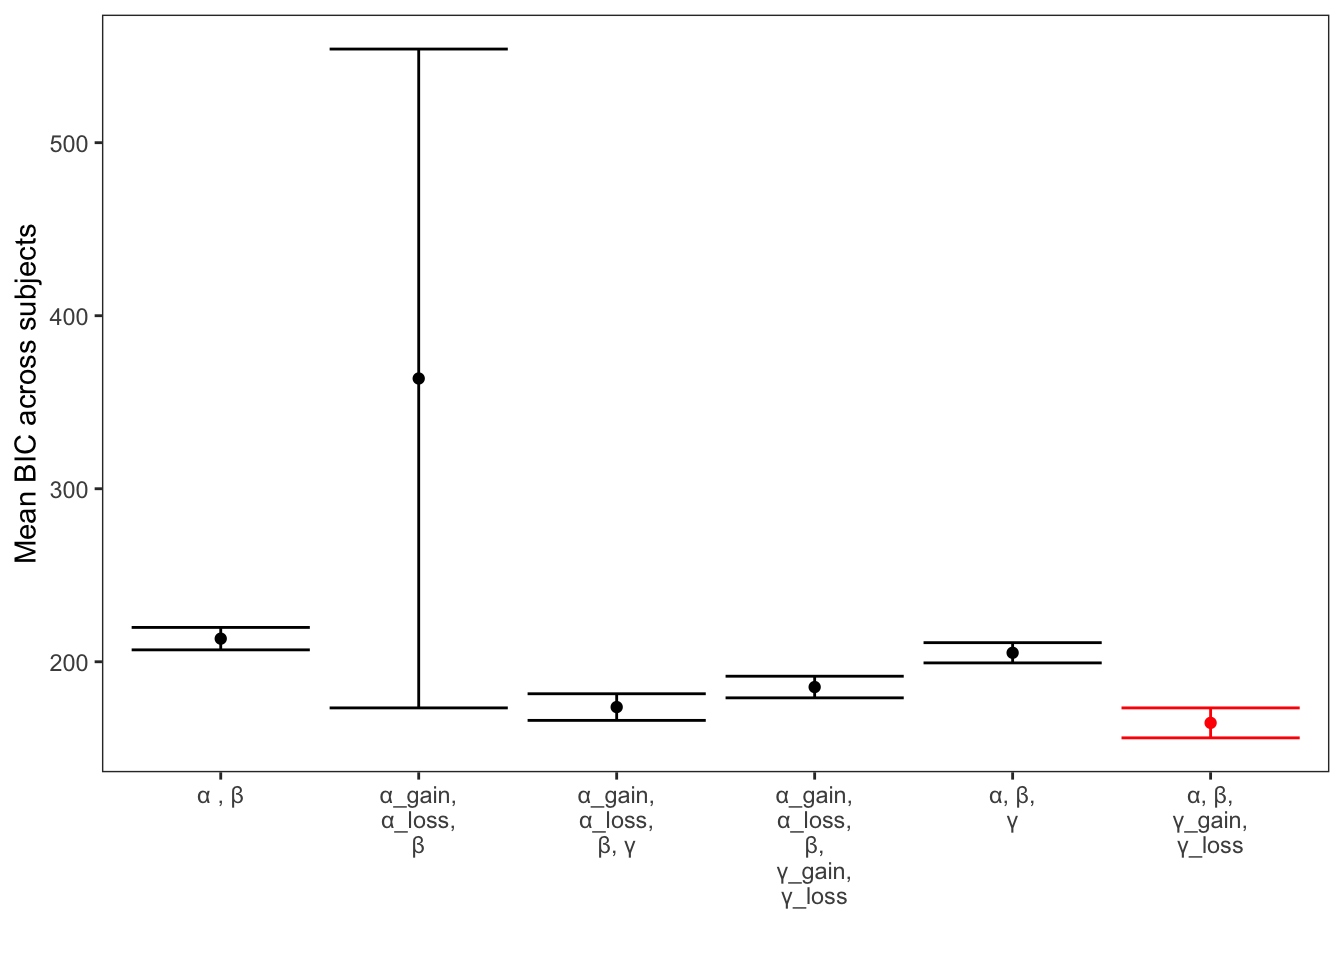 Mean BIC across subjects
500
400
300
200
α , β
α_gain,
α_loss,
β
α_gain,
α_loss,
β, γ
α_gain,
α_loss,
β,
γ_gain,
γ_loss
α, β,
γ
α, β,
γ_gain,
γ_loss